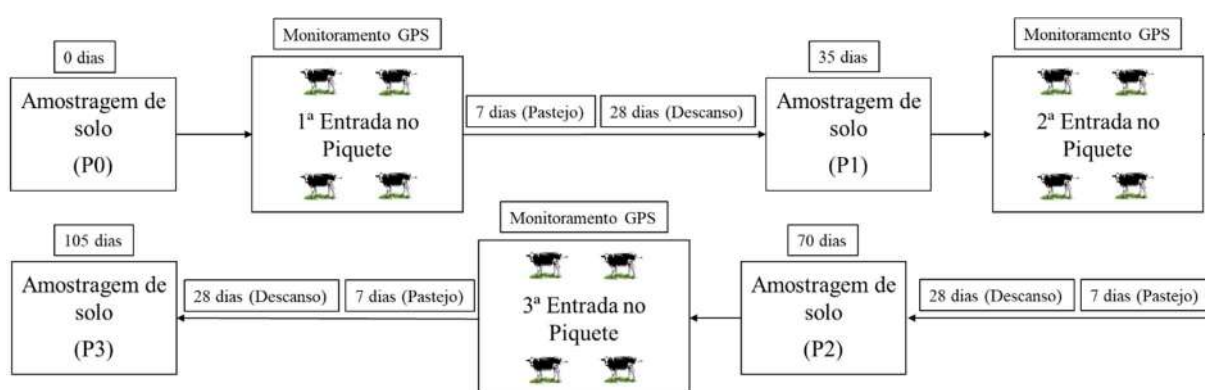 Monitoramento GPS
0 dias
Amostragem de
solo
(P0)
1ª Entrada no
Piquete
7 dias (Pastejo)
28 dias (Descanso)
35 dias
Amostragem de
solo
(P1)
Monitoramento GPS
2ª Entrada no
Piquete
7 dias (Pastejo)
28 dias (Descanso)
70 dias
Amostragem de
solo
(P2)
Monitoramento GPS
3ª Entrada no
Piquete
7 dias (Pastejo)
28 dias (Descanso)
105 dias
Amostragem de
solo
(P3)